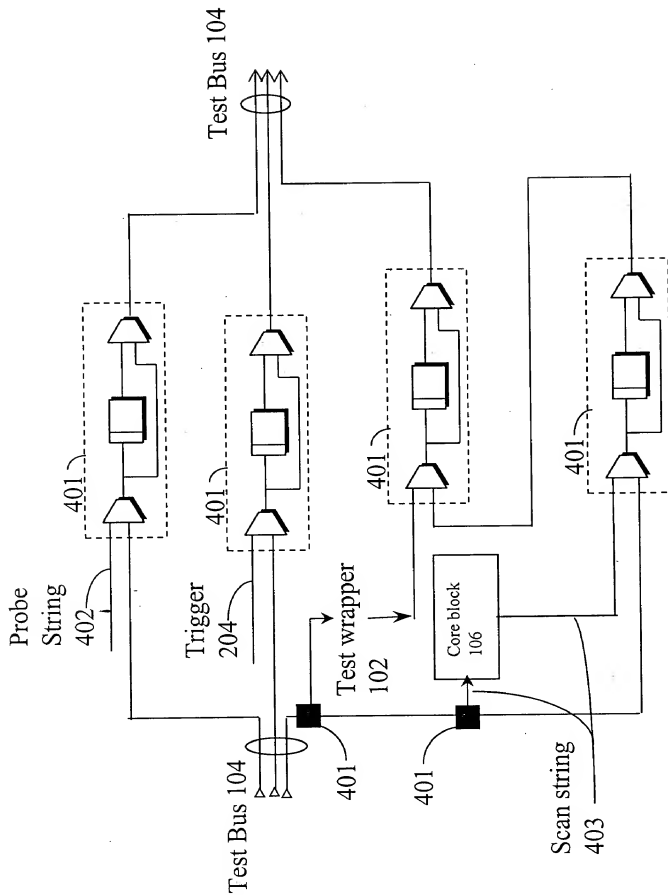 Test Bus 104
Probe
String
402
401
Trigger
204
401
Test wrapper
102
401
Core block
106
401
Test Bus 104
401
401
Scan string
403